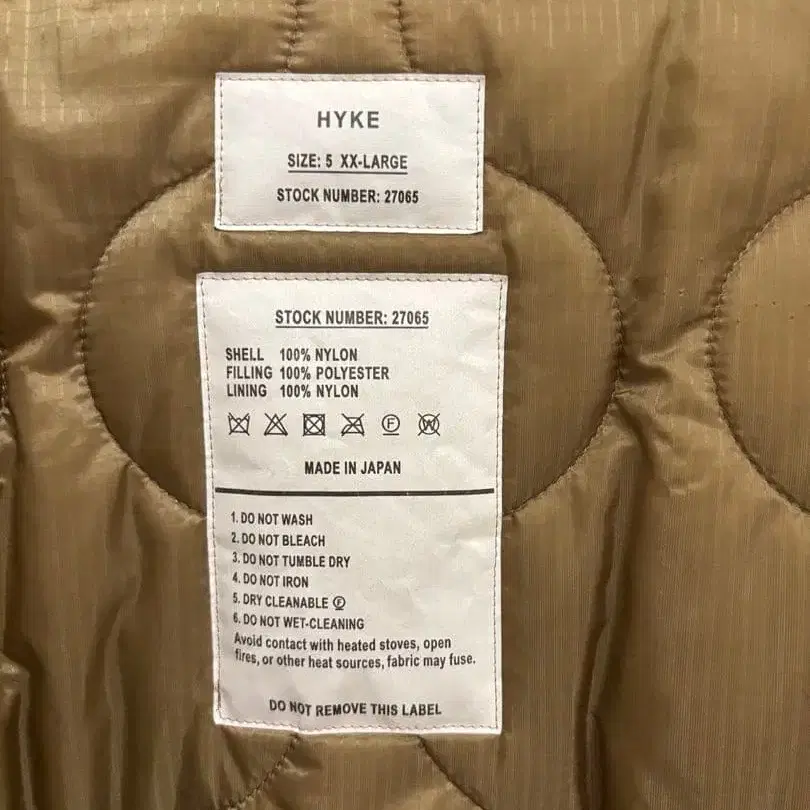 HYKE
SIZE: 5 XX-LARGE
STOCK NUMBER: 27065
STOCK NUMBER: 27065
SHELL 100% NYLON
FILLING 100% POLYESTER
LINING 100% NYLON
F W
MADE IN JAPAN
1. DO NOT WASH
2. DO NOT BLEACH
3. DO NOT TUMBLE DRY
4. DO NOT IRON
5. DRY CLEANABLE Ⓕ
6. DO NOT WET-CLEANING
Avoid contact with heated stoves, open
fires, or other heat sources, fabric may fuse.
DO NOT REMOVE THIS LABEL